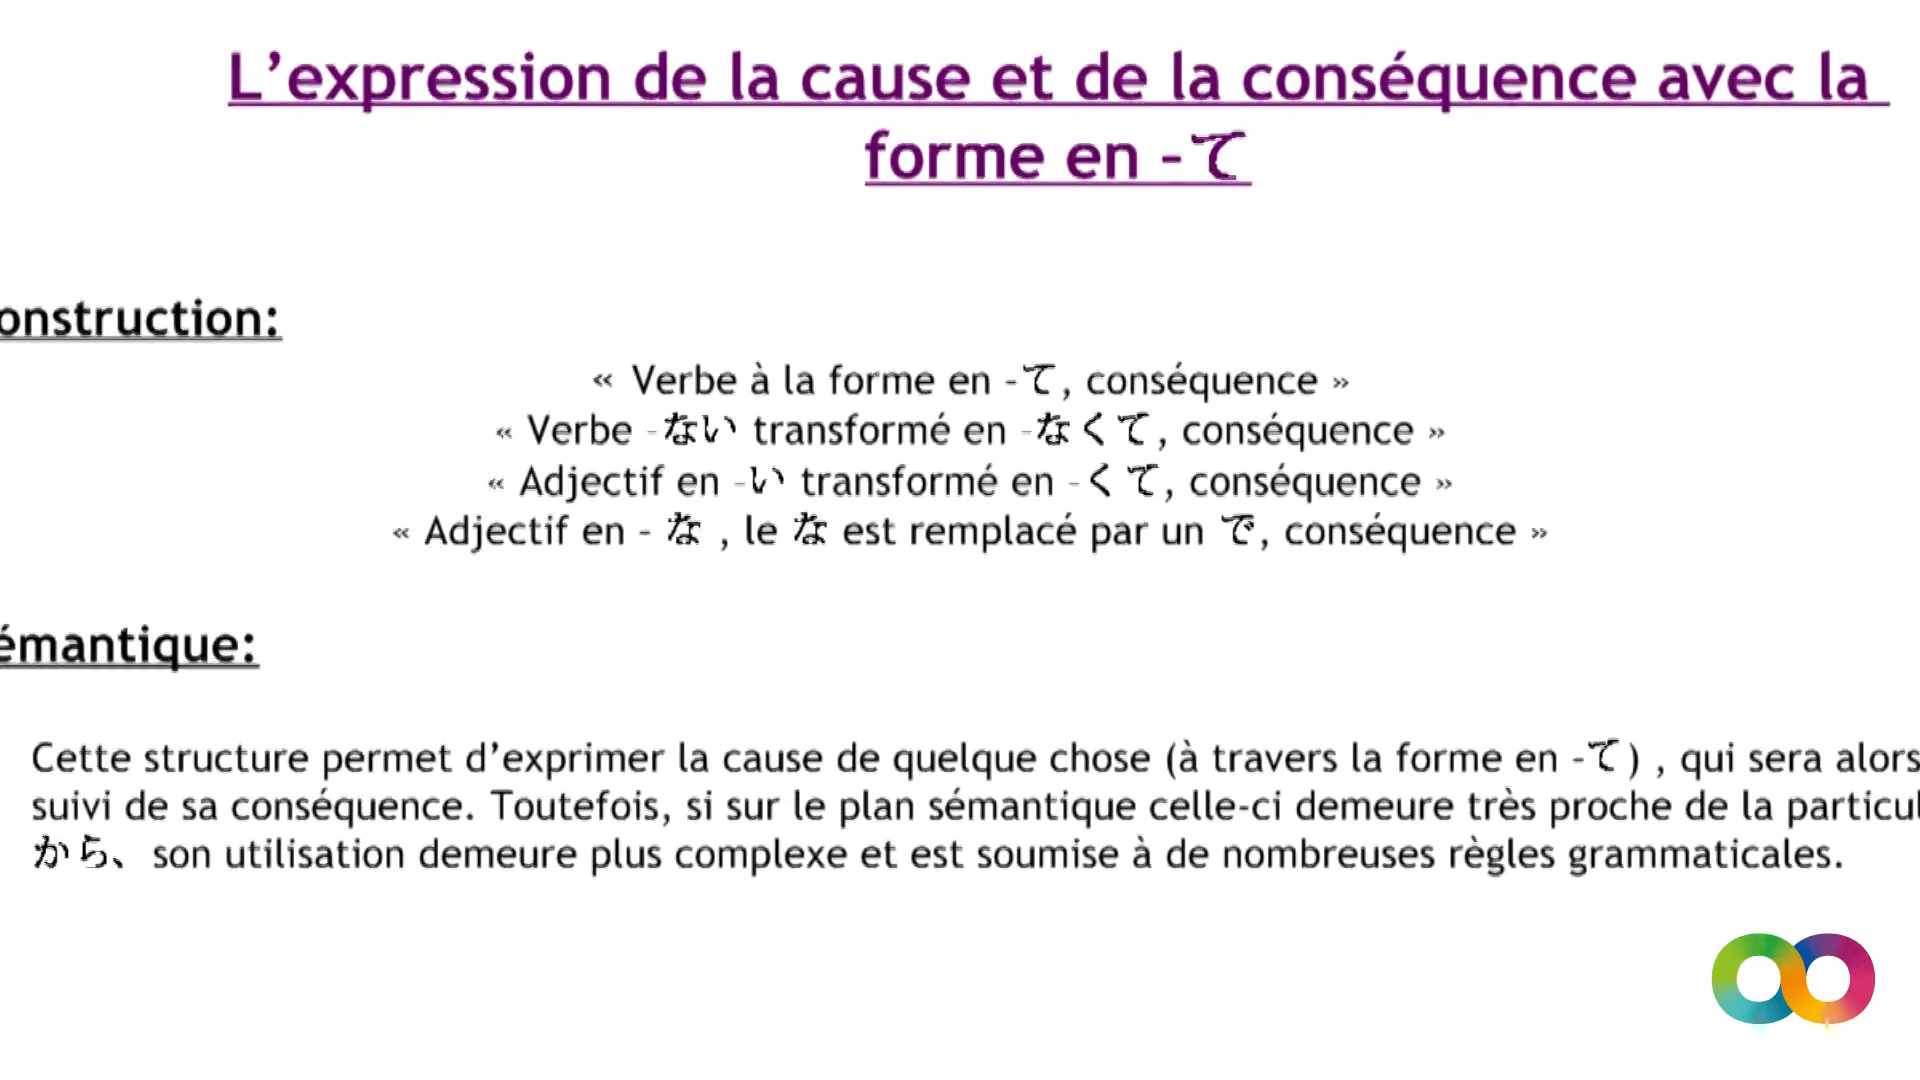 L’expression de la cause et de la conséquence avec la
forme en -て
onstruction:
« Verbe à la forme en -て, conséquence »
« Verbe -ない transformé en -なくて, conséquence »
« Adjectif en -い transformé en -くて, conséquence »
« Adjectif en - な , le な est remplacé par un で, conséquence »
émantique:
Cette structure permet d’exprimer la cause de quelque chose (à travers la forme en -て) , qui sera alors
suivi de sa conséquence. Toutefois, si sur le plan sémantique celle-ci demeure très proche de la particul
から、 son utilisation demeure plus complexe et est soumise à de nombreuses règles grammaticales.